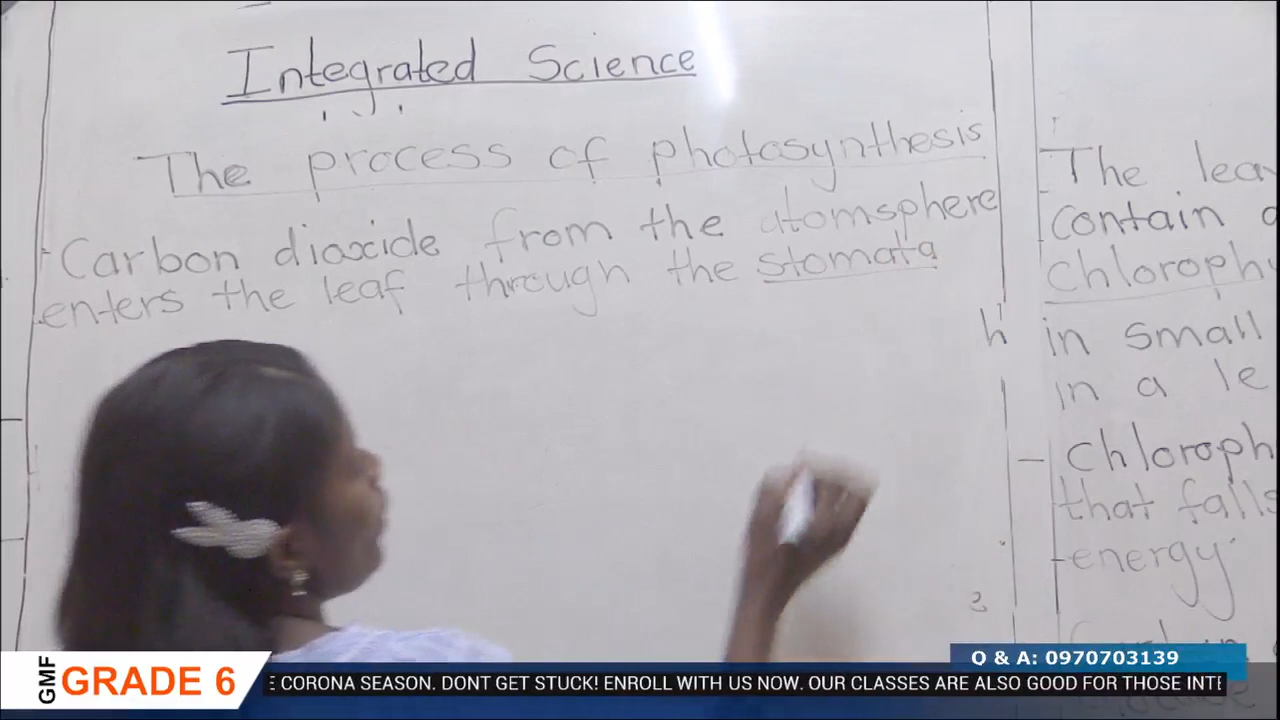 Integrated Science
The process of photosynthesis
Carbon dioxide from the atomsphere
enters the leaf through the stomata
The leav
contain
Chlorophy
h in small
in a le
- Chloroph
that falls
energy
GMF GRADE 6
Q & A: 0970703139
E CORONA SEASON. DONT GET STUCK! ENROLL WITH US NOW. OUR CLASSES ARE ALSO GOOD FOR THOSE INTE